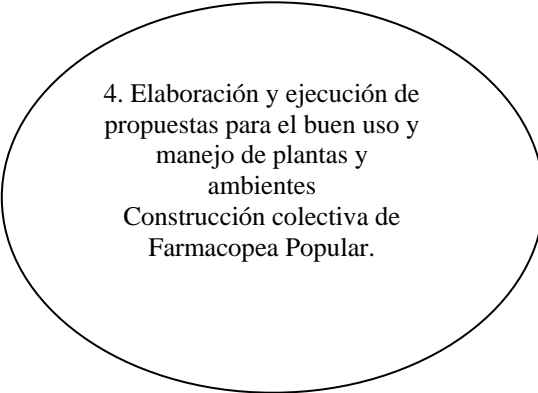 4. Elaboración y ejecución de
propuestas para el buen uso y
manejo de plantas y
ambientes
Construcción colectiva de
Farmacopea Popular.